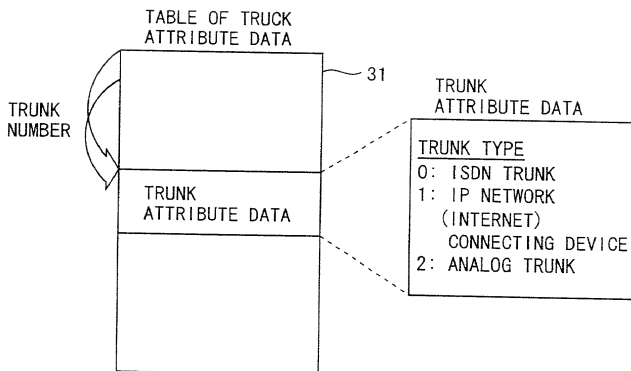 TABLE OF TRUCK
ATTRIBUTE DATA
31
TRUNK
NUMBER
TRUNK
ATTRIBUTE DATA
TRUNK
ATTRIBUTE DATA
TRUNK TYPE
0: ISDN TRUNK
1: IP NETWORK
(INTERNET)
CONNECTING DEVICE
2: ANALOG TRUNK